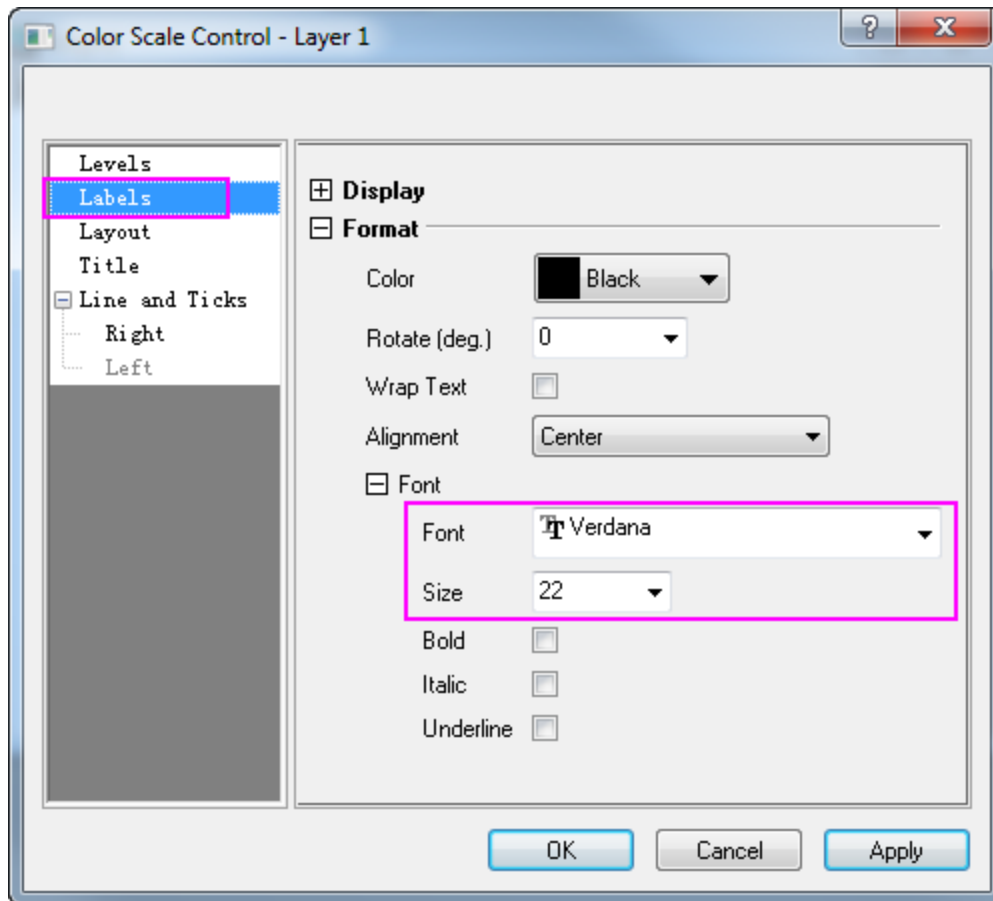 Color Scale Control - Layer 1
?
Levels
Labels
Layout
Title
Line and Ticks
Right
Left
Display
Format
Color Black
Rotate (deg.) 0
Wrap Text
Alignment Center
Font
Font Verdana
Size 22
Bold
Italic
Underline
OK Cancel Apply